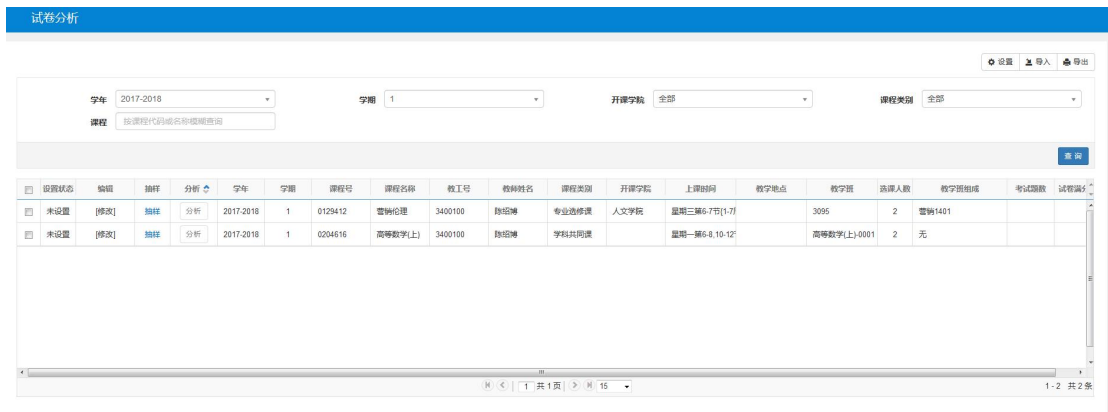 试卷分析
设置 导入 导出
学年 2017-2018 学期 1 开课学院 全部 课程类别 全部
课程 按课程代码或名称模糊查询
查 询
设置状态 编辑 抽样 分析 学年 学期 课程号 课程名称 教工号 教师姓名 课程类别 开课学院 上课时间 教学地点 教学班 选课人数 教学班组成 考试题数 试卷满分
未设置 [修改] 抽样 分析 2017-2018 1 0129412 营销伦理 3400100 陈绍博 专业选修课 人文学院 星期三第6-7节{1-7周 3095 2 营销1401
未设置 [修改] 抽样 分析 2017-2018 1 0204616 高等数学(上) 3400100 陈绍博 学科共同课 星期一第6-8,10-12节 高等数学(上)-0001 2 无
1 共1页 15 1-2 共2条